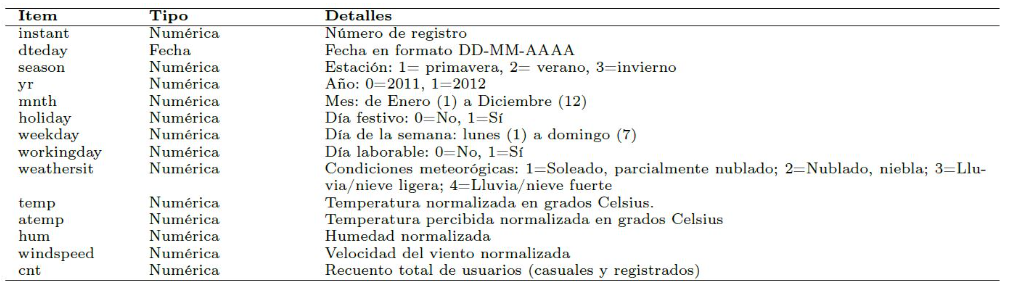 Item Tipo Detalles
instant Numérica Número de registro
dteday Fecha Fecha en formato DD-MM-AAAA
season Numérica Estación: 1= primavera, 2= verano, 3=invierno
yr Numérica Año: 0=2011, 1=2012
mnth Numérica Mes: de Enero (1) a Diciembre (12)
holiday Numérica Día festivo: 0=No, 1=Sí
weekday Numérica Día de la semana: lunes (1) a domingo (7)
workingday Numérica Día laborable: 0=No, 1=Sí
weathersit Numérica Condiciones meteorógicas: 1=Soleado, parcialmente nublado; 2=Nublado, niebla; 3=Llu-
via/nieve ligera; 4=Lluvia/nieve fuerte
temp Numérica Temperatura normalizada en grados Celsius.
atemp Numérica Temperatura percibida normalizada en grados Celsius
hum Numérica Humedad normalizada
windspeed Numérica Velocidad del viento normalizada
cnt Numérica Recuento total de usuarios (casuales y registrados)